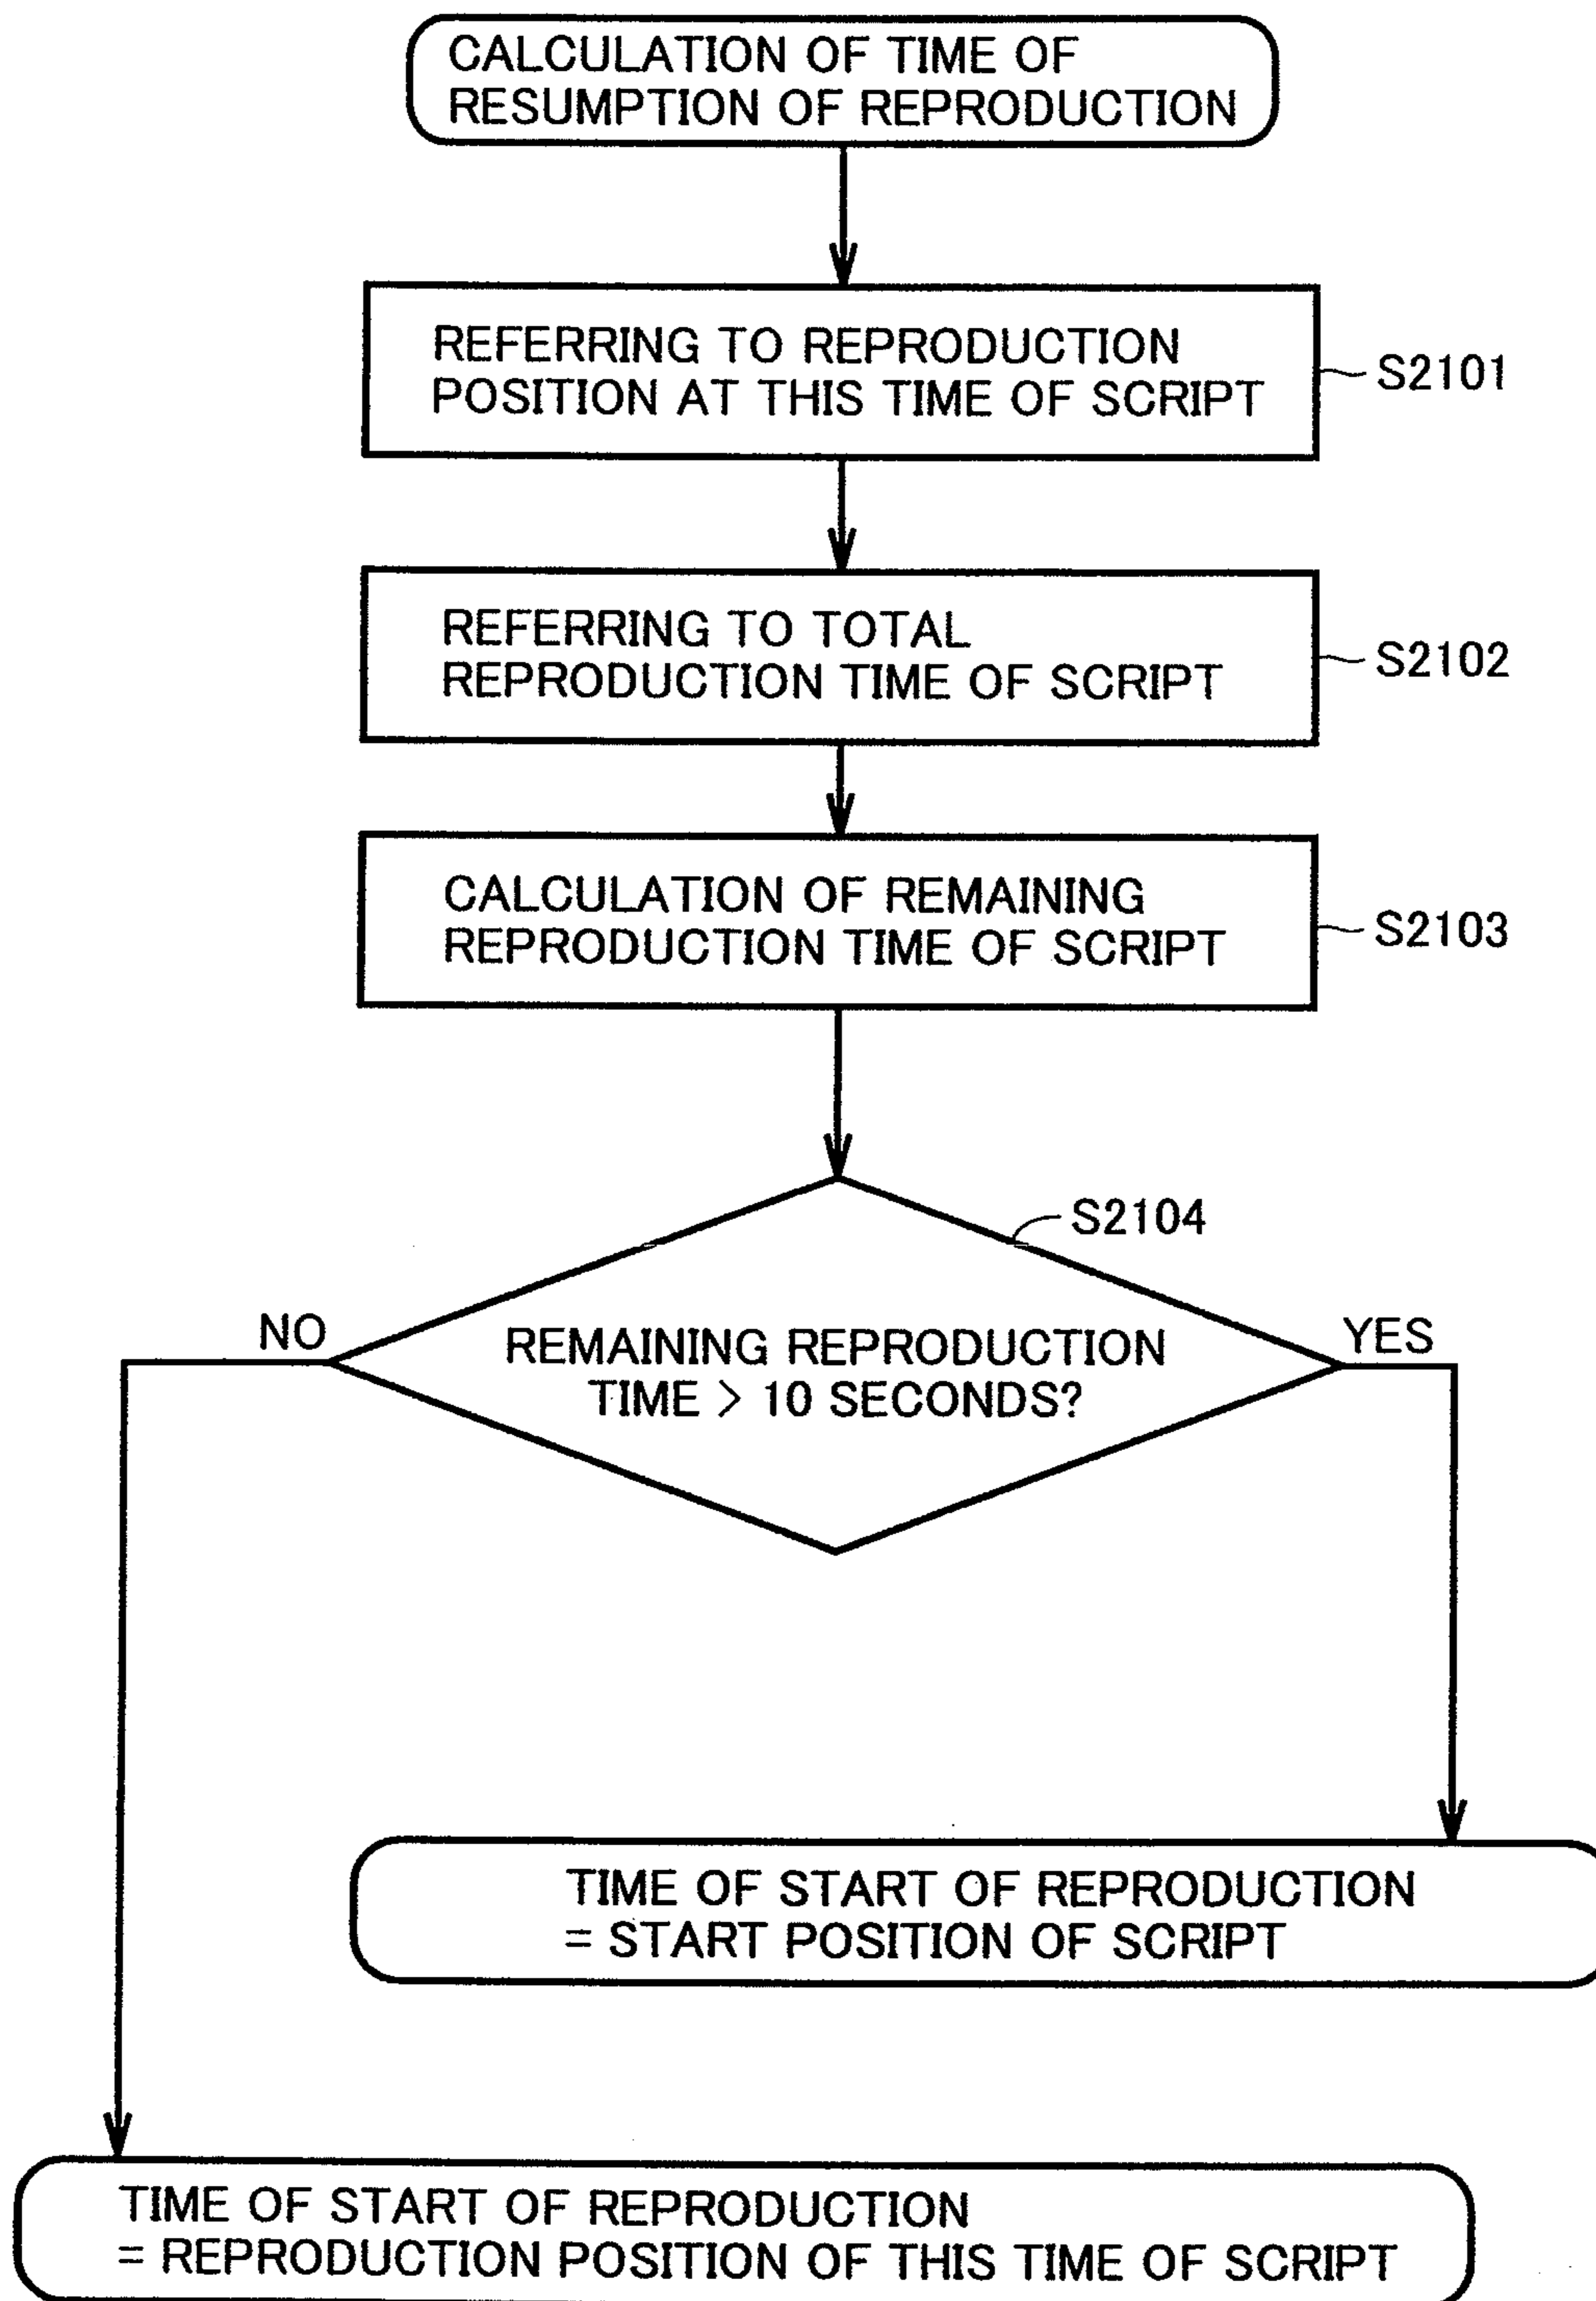 CALCULATION OF TIME OF
RESUMPTION OF REPRODUCTION
REFERRING TO REPRODUCTION
POSITION AT THIS TIME OF SCRIPT
S2101
REFERRING TO TOTAL
REPRODUCTION TIME OF SCRIPT
S2102
CALCULATION OF REMAINING
REPRODUCTION TIME OF SCRIPT
S2103
S2104
NO
YES
REMAINING REPRODUCTION
TIME > 10 SECONDS?
TIME OF START OF REPRODUCTION
= START POSITION OF SCRIPT
TIME OF START OF REPRODUCTION
= REPRODUCTION POSITION OF THIS TIME OF SCRIPT